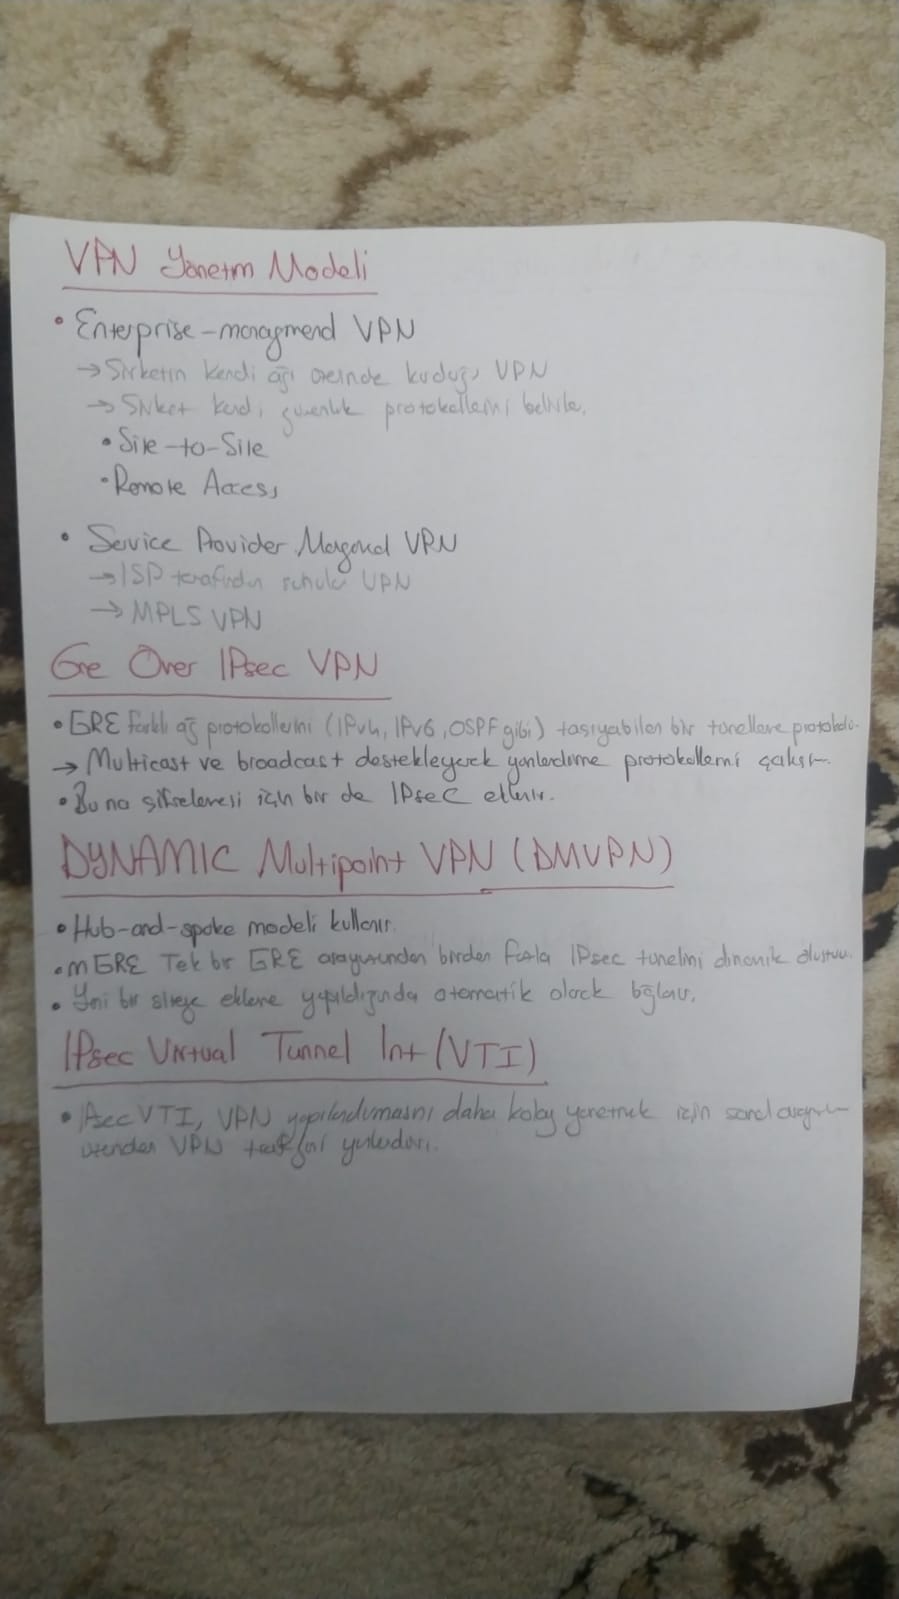 VPN Yönetm Modeli
• Enterprise-managmend VPN
→ Şirketin kendi ağı üzerinde kurduğu VPN
→ Şirket kendi güvenlik protokollerini belirler.
• Site-to-Site
• Remote Access
• Service Provider Managed VPN
→ ISP tarafından sunulan VPN
→ MPLS VPN
Gre Over IPsec VPN
• GRE farklı ağ protokollerini (IPv4, IPv6, OSPF gibi) taşıyabilen bir tünelleme protokolü.
→ Multicast ve broadcast destekleyerek yönlendirme protokollerini çalışır.
• Buna şifrelemesi için bir de IPsec eklenir.
DYNAMIC Multipoint VPN (DMVPN)
• Hub-and-spoke modeli kullanır.
• mGRE Tek bir GRE arayüzünden birden fazla IPsec tünelini dinamik oluşturur.
• Yeni bir siteye ekleme yapıldığında otomatik olarak bağlanır.
IPsec Virtual Tunnel Int (VTI)
• IPsec VTI, VPN yapılandırmasını daha kolay yönetmek için sanal
üzerinden VPN trafiğini yönlendirir.